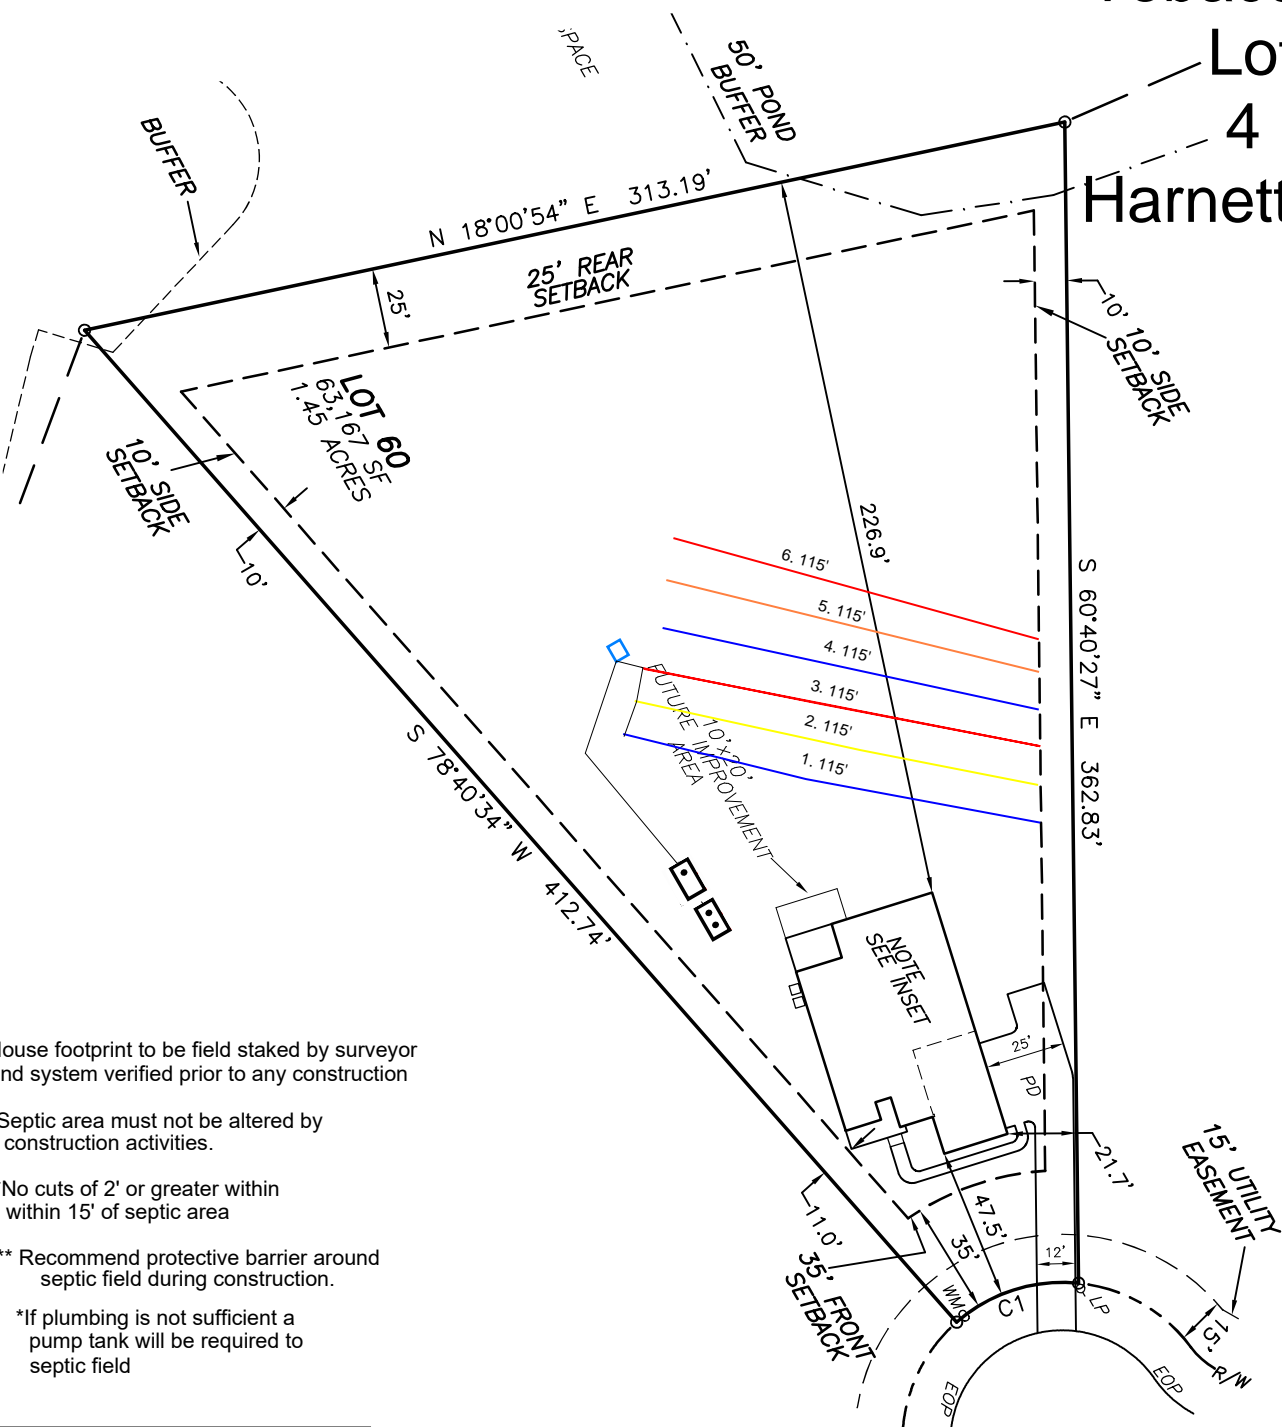 Lot
4
Harnett
SPACE
50' POND
BUFFER
BUFFER
N 18°00'54" E 313.19'
25' REAR
SETBACK
25'
10'
10' SIDE
SETBACK
LOT 60
63,167 SF
1.45 ACRES
10' SIDE
SETBACK
10'
226.9'
6. 115'
5. 115'
4. 115'
3. 115'
2. 115'
1. 115'
S 60°40'27" E 362.83'
FUTURE IMPROVEMENT
AREA
10'x20'
S 78°40'34" W 412.74'
NOTE
SEE INSET
25'
PD
21.7'
15' UTILITY
EASEMENT
47.5'
35'
11.0'
35' FRONT
SETBACK
12'
WM
C1
LP
15'
R/W
EOP
EOP
House footprint to be field staked by surveyor
and system verified prior to any construction
Septic area must not be altered by
construction activities.
*No cuts of 2' or greater within
within 15' of septic area
** Recommend protective barrier around
septic field during construction.
*If plumbing is not sufficient a
pump tank will be required to
septic field